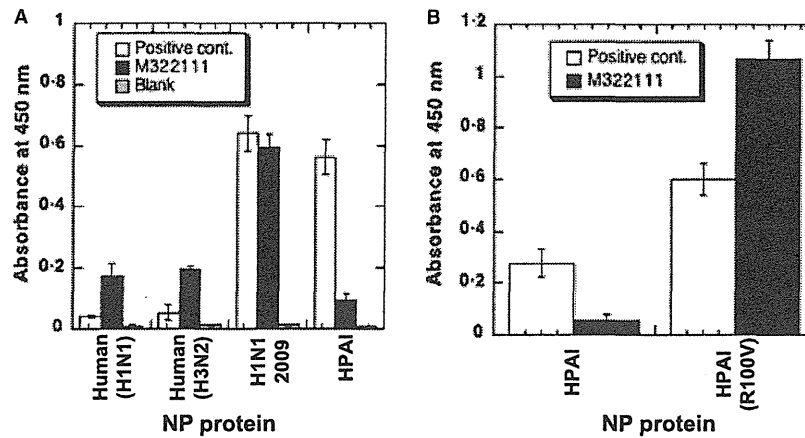 A
Absorbance at 450 nm
1
0·8
0·6
0·4
0·2
0
Positive cont.
M322111
Blank
Human
(H1N1)
Human
(H3N2)
H1N1
2009
HPAI
NP protein
B
Absorbance at 450 nm
1·2
1
0·8
0·6
0·4
0.2
0
Positive cont.
M322111
HPAI
HPAI
(R100V)
NP protein